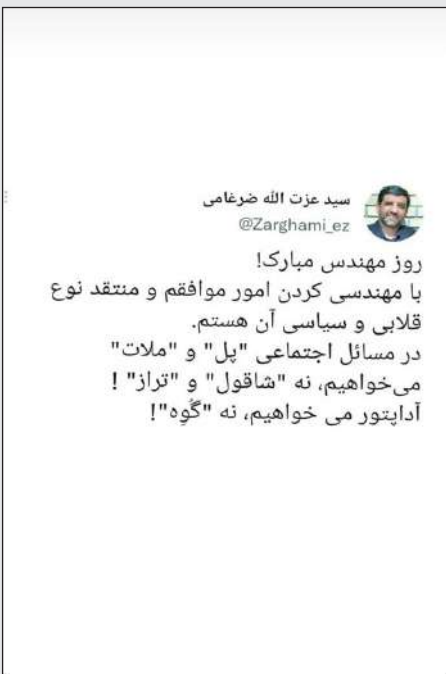 سید عزت الله ضرغامی
@Zarghami_ez
روز مهندس مبارک!
با مهندسی کردن امور موافقم و منتقد نوع
قلابی و سیاسی آن هستم.
در مسائل اجتماعی "پل" و "ملات"
می‌خواهیم، نه "شاقول" و "تراز" !
آداپتور می خواهیم، نه "گُوِه"!